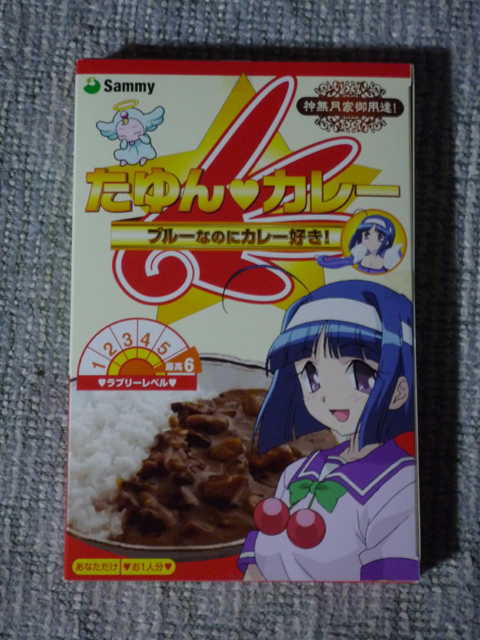 Sammy
神無月家御用達!
たゆん♥カレー
ブルーなのにカレー好き!
1 2 3 4 5 最高6
♥ラブリーレベル♥
あなただけ ♥お1人分♥